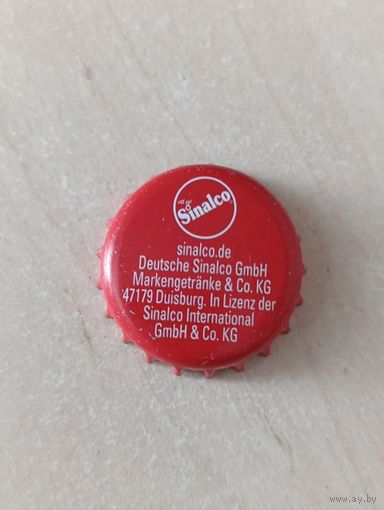 Sinalco
sinalco.de
Deutsche Sinalco GmbH
Markengetränke & Co. KG
47179 Duisburg. In Lizenz der
Sinalco International
GmbH & Co. KG
www.ay.by